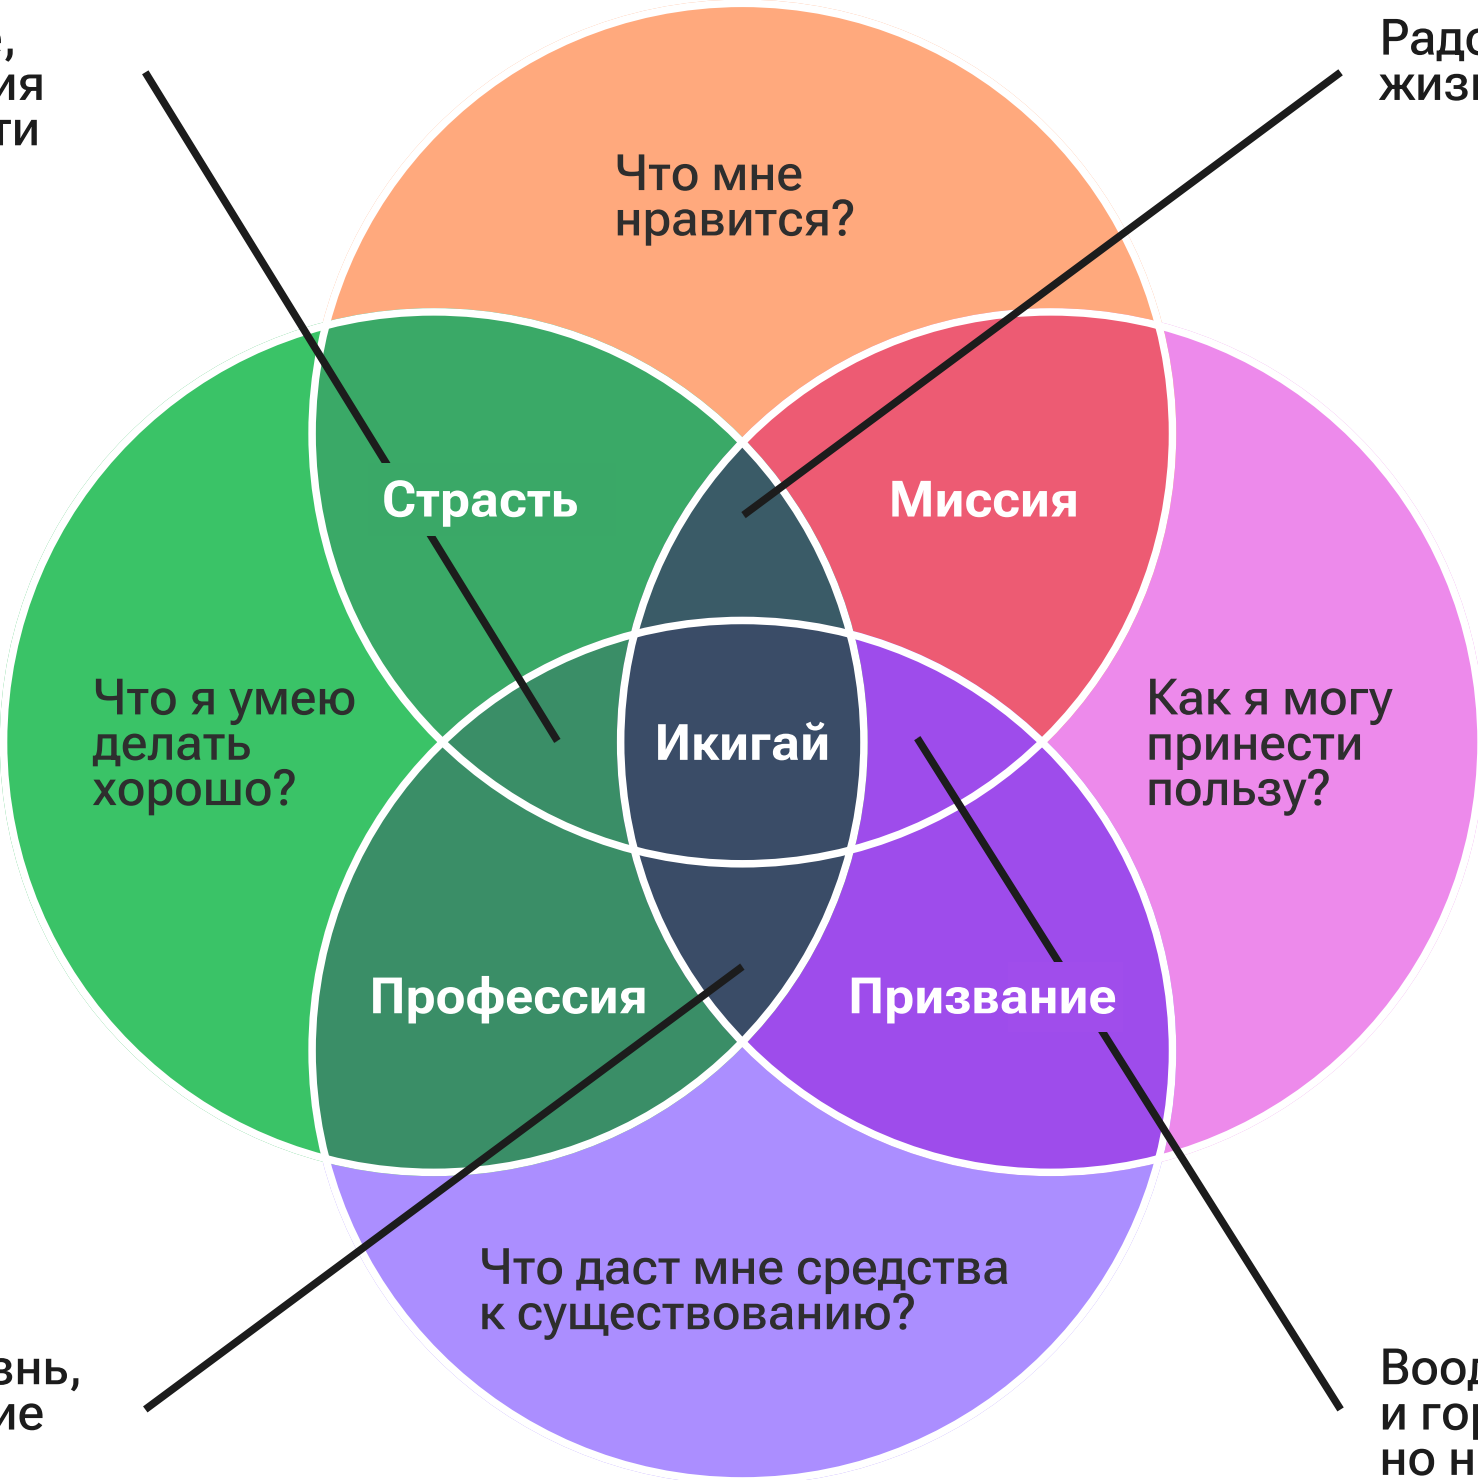 Что мне
нравится?
Страсть
Миссия
Что я умею
делать
хорошо?
Икигай
Как я могу
принести
пользу?
Профессия
Призвание
Что даст мне средства
к существованию?
но